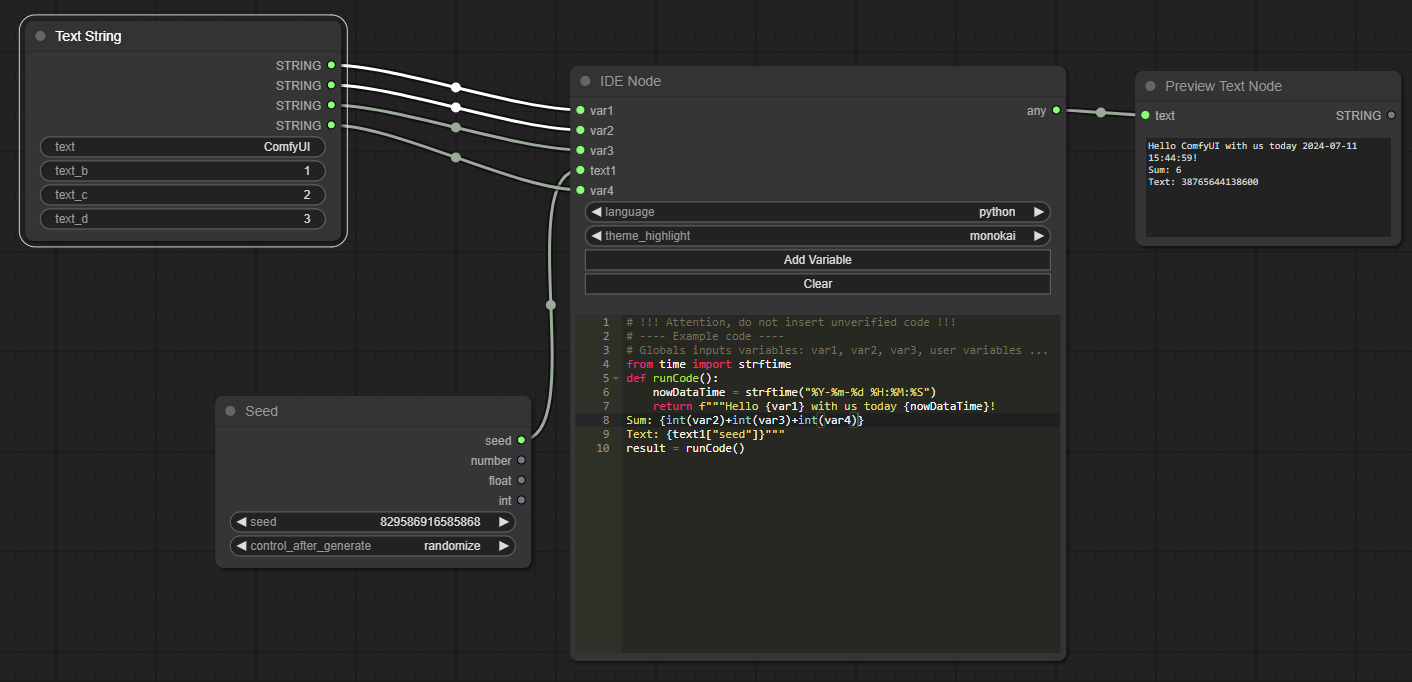 Text String
STRING
STRING
STRING
STRING
text ComfyUI
text_b 1
text_c 2
text_d 3
Seed
seed
number
float
int
seed 829586916585868
control_after_generate randomize
IDE Node
var1 any
var2
var3
text1
var4
language python
theme_highlight monokai
Add Variable
Clear
1 # !!! Attention, do not insert unverified code !!!
2 # ---- Example code ----
3 # Globals inputs variables: var1, var2, var3, user variables ...
4 from time import strftime
5 def runCode():
6 nowDataTime = strftime("%Y-%m-%d %H:%M:%S")
7 return f"""Hello {var1} with us today {nowDataTime}!
8 Sum: {int(var2)+int(var3)+int(var4)}
9 Text: {text1["seed"]}"""
10 result = runCode()
Preview Text Node
text STRING
Hello ComfyUI with us today 2024-07-11
15:44:59!
Sum: 6
Text: 38765644138600